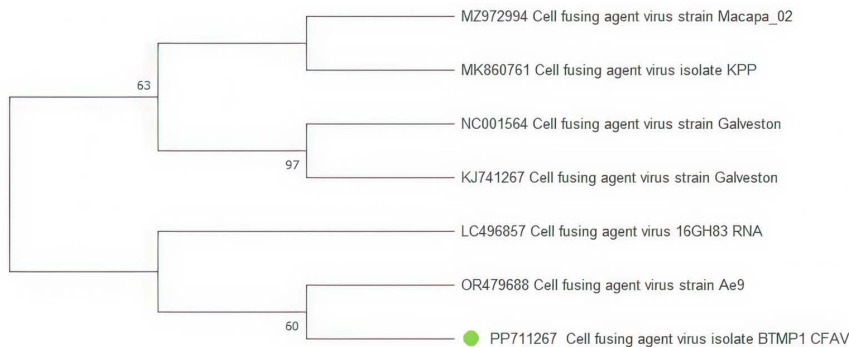 MZ972994 Cell fusing agent virus strain Macapa_02
63
MK860761 Cell fusing agent virus isolate KPP
NC001564 Cell fusing agent virus strain Galveston
97
KJ741267 Cell fusing agent virus strain Galveston
LC496857 Cell fusing agent virus 16GH83 RNA
OR479688 Cell fusing agent virus strain Ae9
60
PP711267 Cell fusing agent virus isolate BTMP1 CFAV